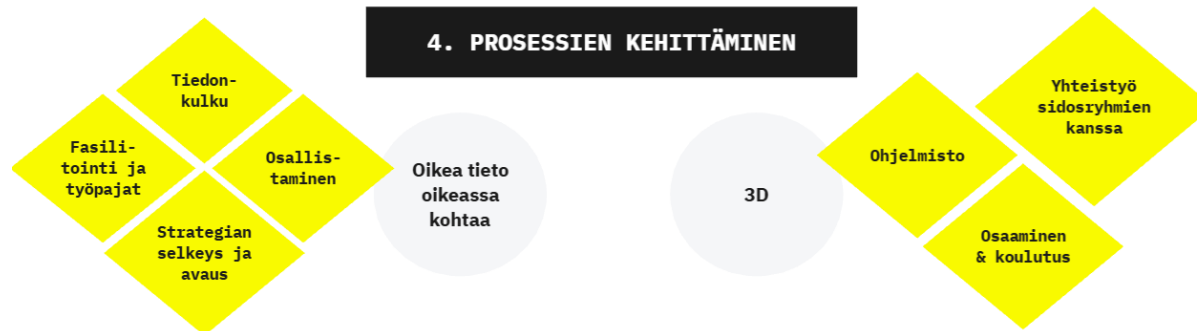 4. PROSESSIEN KEHITTÄMINEN
Tiedon-
kulku
Fasili-
tointi ja
työpajat
Osallis-
taminen
Strategian
selkeys ja
avaus
Oikea tieto
oikeassa
kohtaa
3D
Ohjelmisto
Yhteistyö
sidosryhmien
kanssa
Osaaminen
& koulutus